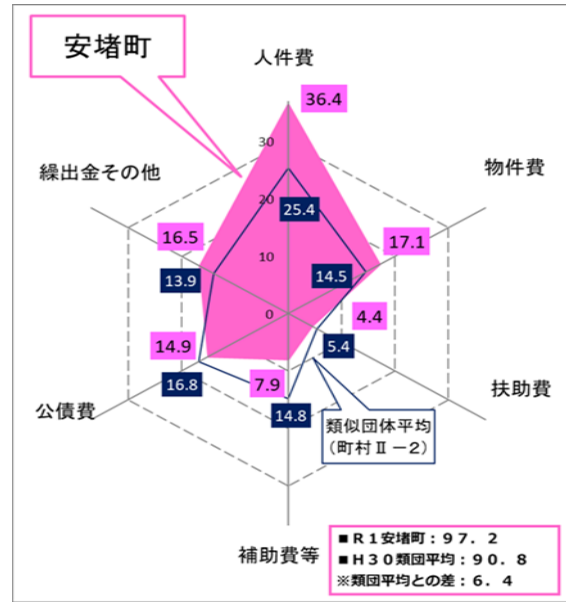 安堵町
人件費
36.4
30
繰出金その他
物件費
20
25.4
16.5
17.1
13.9
14.5
10
4.4
0
5.4
14.9
7.9
16.8
14.8
公債費
扶助費
類似団体平均
(町村Ⅱ－2)
補助費等
■R1安堵町：97．2
■H30類団平均：90．8
※類団平均との差：6．4